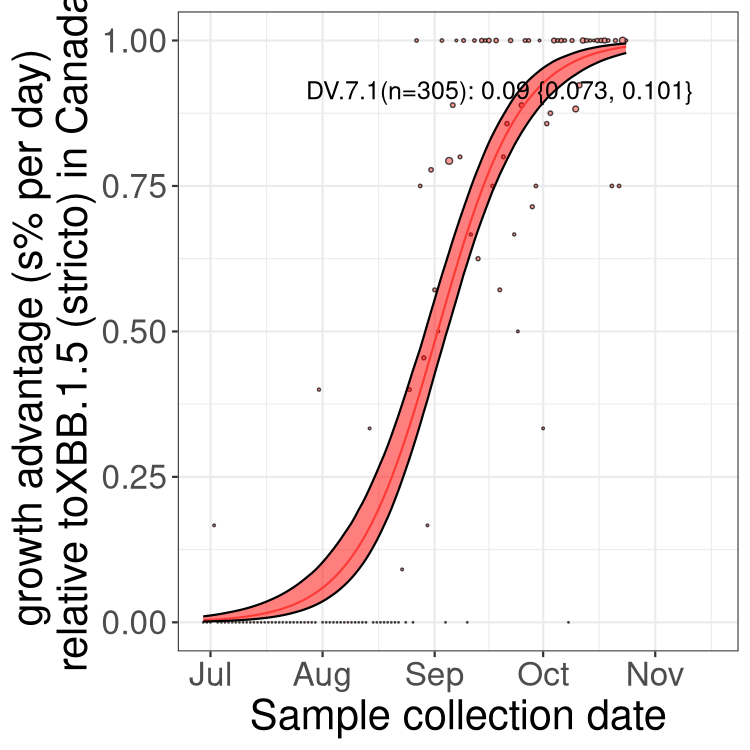 growth advantage (s% per day)
relative toXBB.1.5 (stricto) in Canada
1.00
0.75
0.50
0.25
0.00
DV.7.1(n=305): 0.09 {0.073, 0.101}
Jul Aug Sep Oct Nov
Sample collection date